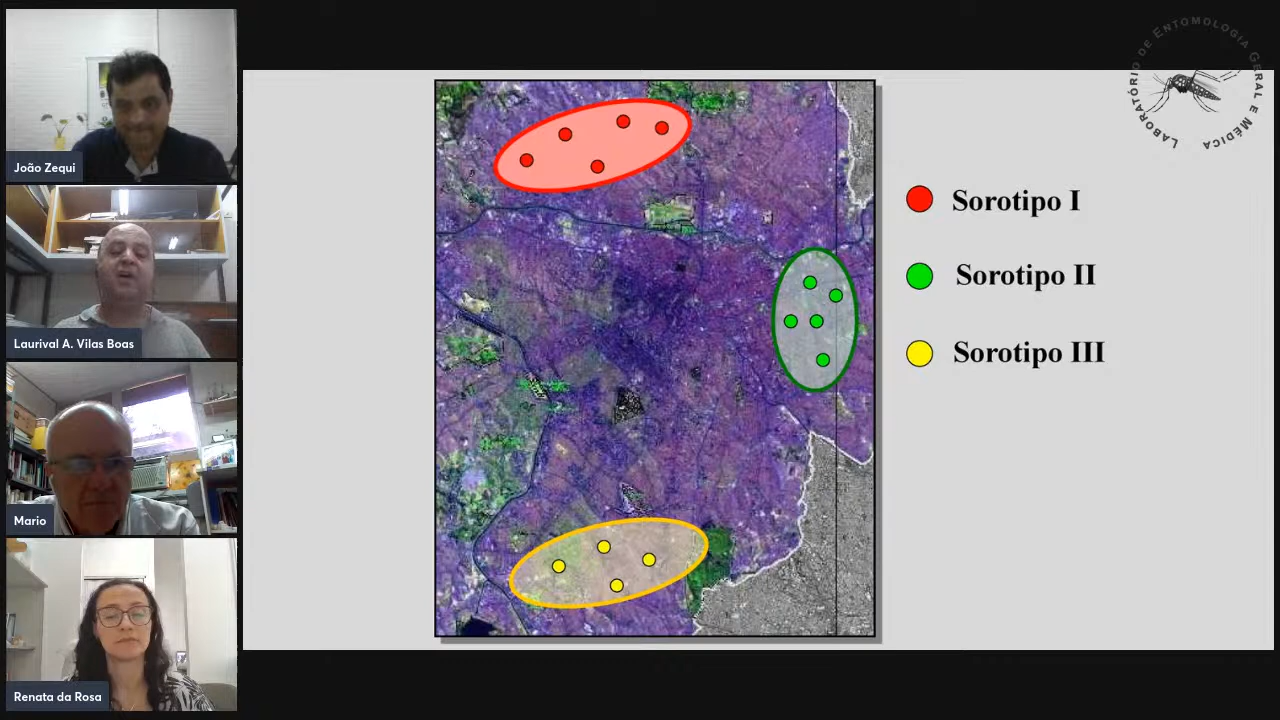 João Zequi
Laurival A. Vilas Boas
Mario
Renata da Rosa
LABORATÓRIO DE ENTOMOLOGIA GERAL E MÉDICA
Sorotipo I
Sorotipo II
Sorotipo III